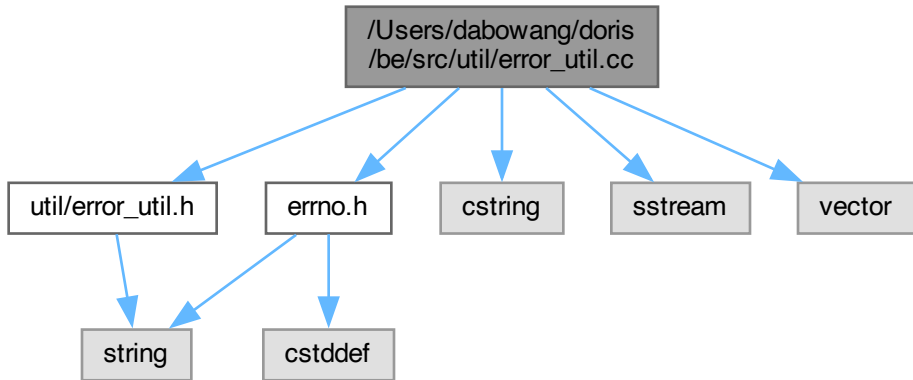 /Users/dabowang/doris
/be/src/util/error_util.cc
util/error_util.h
errno.h
cstring
sstream
vector
string
cstddef